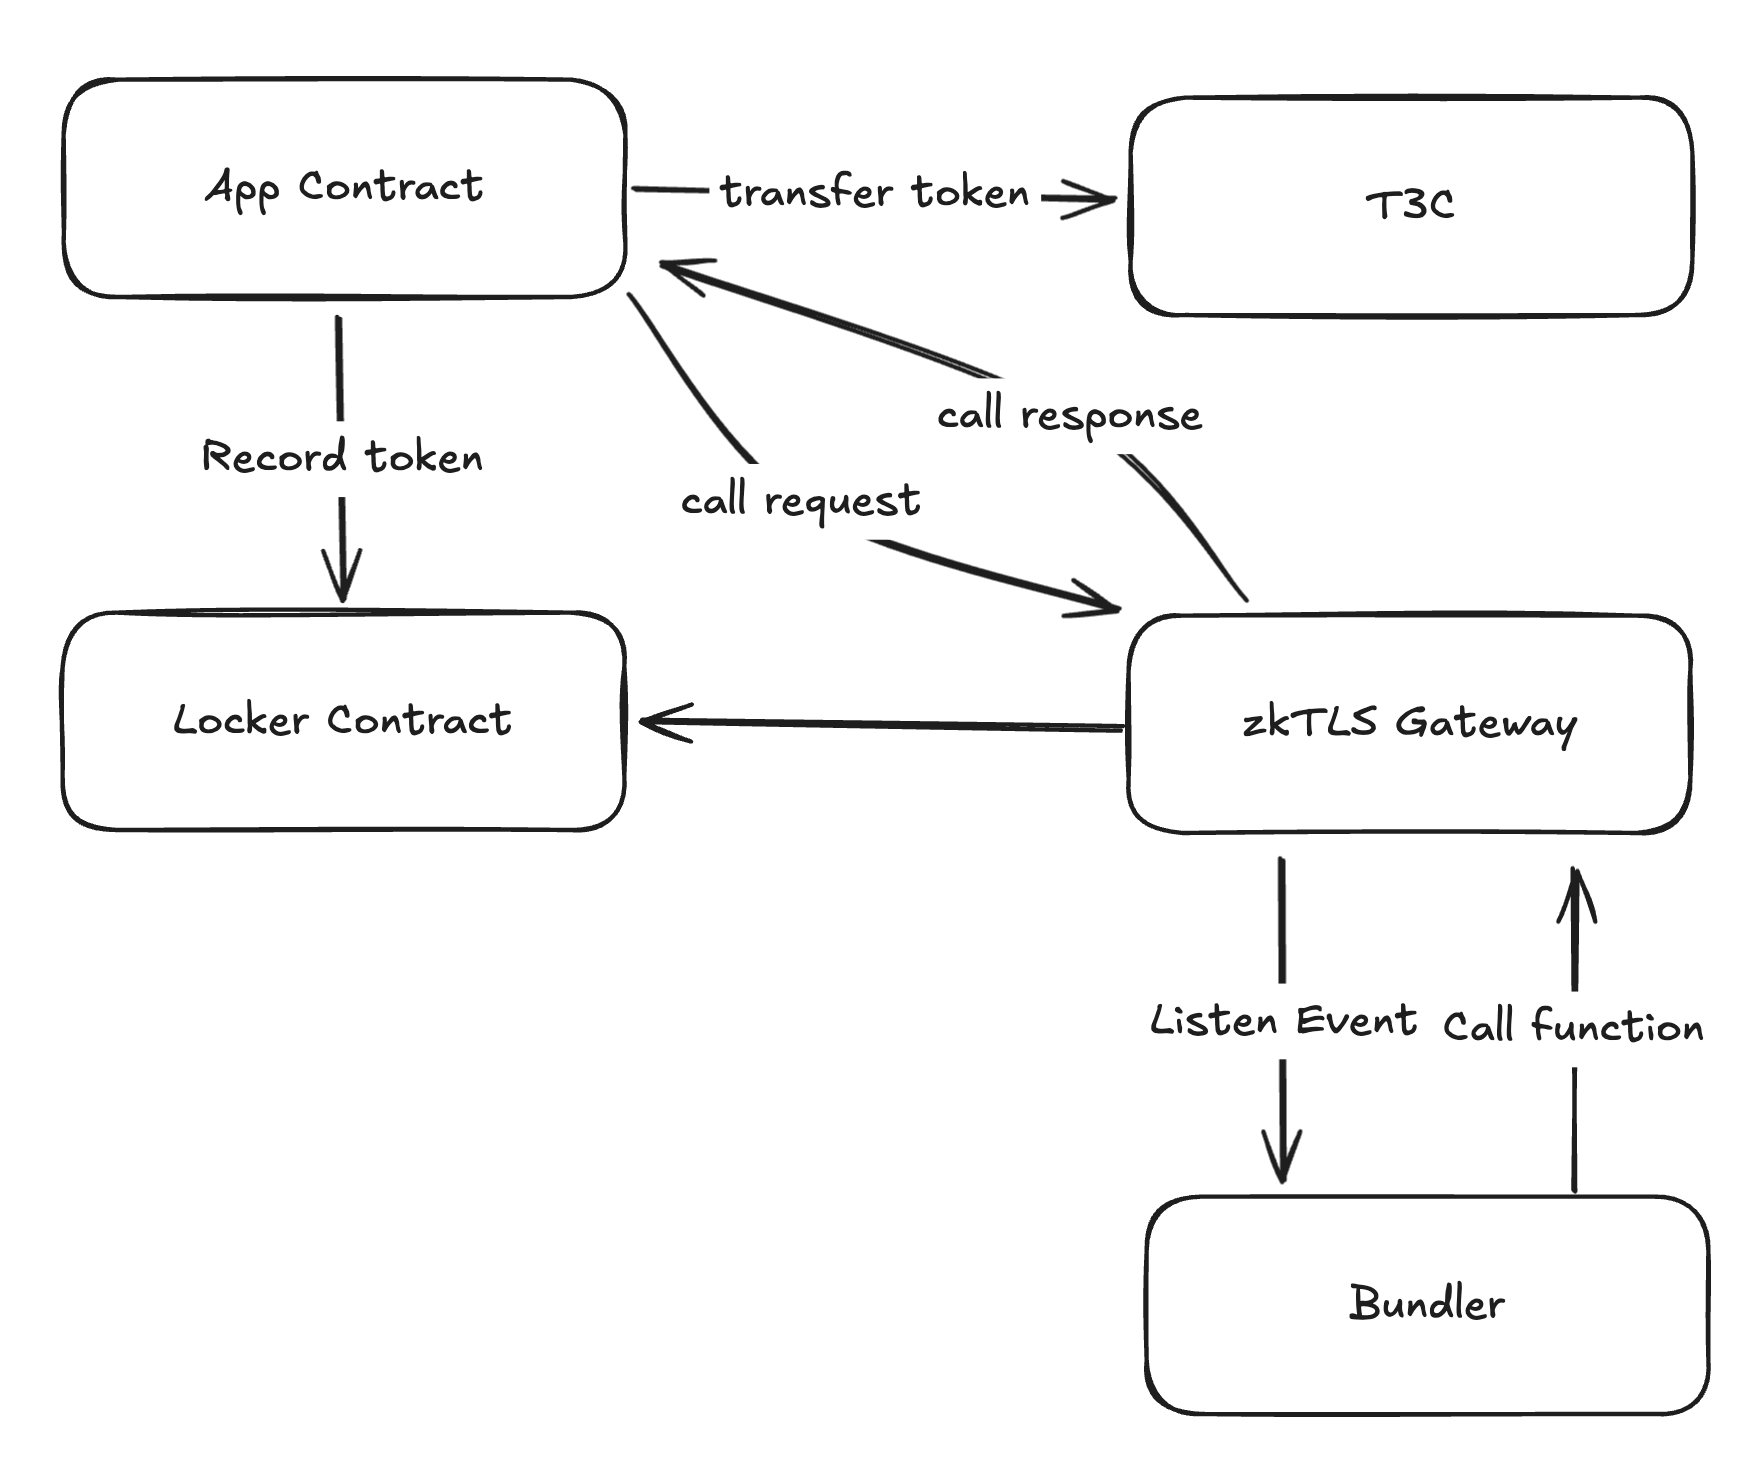 App Contract
transfer token
T3C
call response
Record token
call request
Locker Contract
zkTLS Gateway
Listen Event
Call function
Bundler